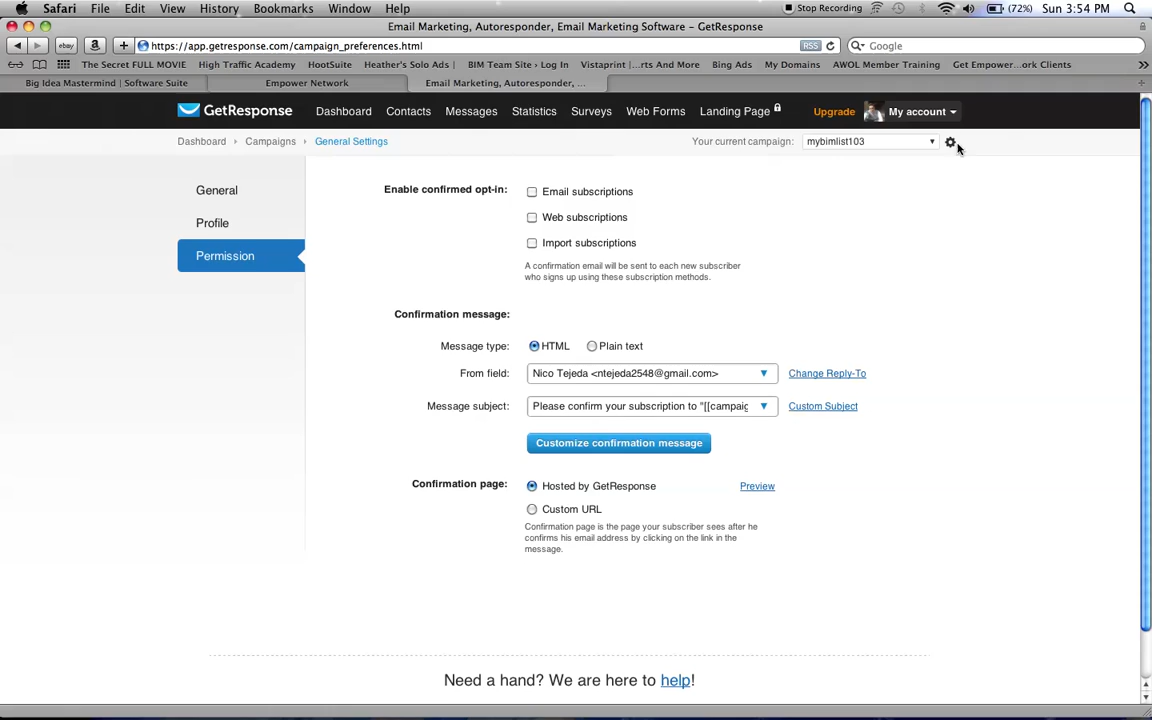 Safari File Edit View History Bookmarks Window Help Stop Recording (72%) Sun 3:54 PM
Email Marketing, Autoresponder, Email Marketing Software – GetResponse
ebay a + https://app.getresponse.com/campaign_preferences.html RSS Google
The Secret FULL MOVIE High Traffic Academy HootSuite Heather's Solo Ads | BIM Team Site › Log In Vistaprint |...rts And More Bing Ads My Domains AWOL Member Training Get Empower...ork Clients
Big Idea Mastermind | Software Suite Empower Network Email Marketing, Autoresponder, ...
GetResponse Dashboard Contacts Messages Statistics Surveys Web Forms Landing Page Upgrade My account
Dashboard › Campaigns › General Settings Your current campaign: mybimlist103
General
Profile
Permission
Enable confirmed opt-in: Email subscriptions
Web subscriptions
Import subscriptions
A confirmation email will be sent to each new subscriber
who signs up using these subscription methods.
Confirmation message:
Message type: HTML Plain text
From field: Nico Tejeda <ntejeda2548@gmail.com> Change Reply-To
Message subject: Please confirm your subscription to "[[campaig Custom Subject
Customize confirmation message
Confirmation page: Hosted by GetResponse Preview
Custom URL
Confirmation page is the page your subscriber sees after he
confirms his email address by clicking on the link in the
message.
Need a hand? We are here to help!